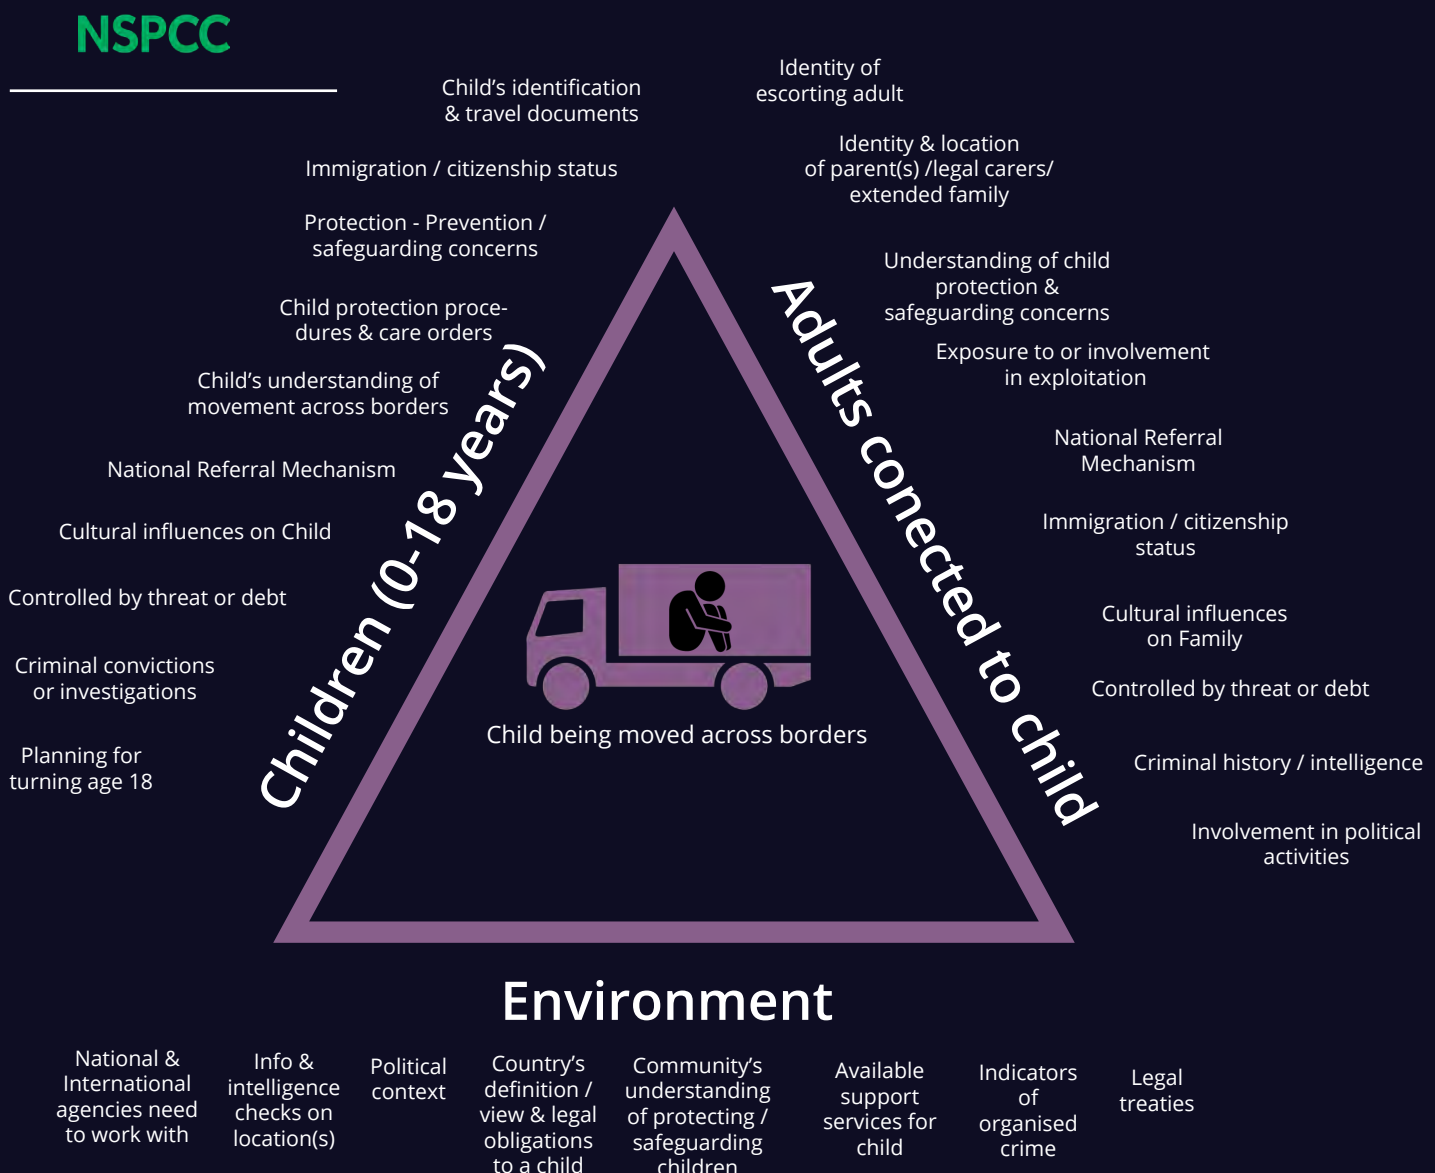 NSPCC
Child’s identification
& travel documents
Immigration / citizenship status
Protection - Prevention /
safeguarding concerns
Child protection proce-
dures & care orders
Child’s understanding of
movement across borders
National Referral Mechanism
Cultural influences on Child
Controlled by threat or debt
Criminal convictions
or investigations
Planning for
turning age 18
Children (0-18 years)
Identity of
escorting adult
Identity & location
of parent(s) /legal carers/
extended family
Understanding of child
protection &
safeguarding concerns
Exposure to or involvement
in exploitation
National Referral
Mechanism
Immigration / citizenship
status
Cultural influences
on Family
Controlled by threat or debt
Criminal history / intelligence
Involvement in political
activities
Adults conected to child
Child being moved across borders
Environment
National &
International
agencies need
to work with
Info &
intelligence
checks on
location(s)
Political
context
Country’s
definition /
view & legal
obligations
to a child
Community’s
understanding
of protecting /
safeguarding
children
Available
support
services for
child
Indicators
of
organised
crime
Legal
treaties